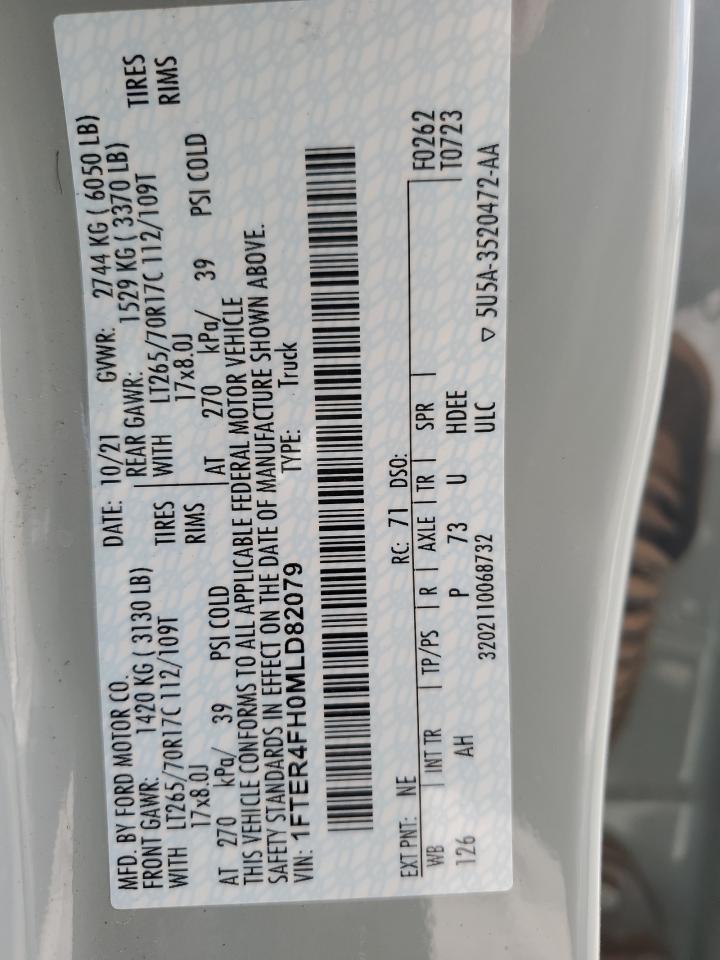 MFD. BY FORD MOTOR CO. DATE: 10/21 GVWR: 2744 KG ( 6050 LB)
FRONT GAWR: 1420 KG ( 3130 LB) REAR GAWR: 1529 KG ( 3370 LB)
WITH LT265/70R17C 112/109T TIRES WITH LT265/70R17C 112/109T TIRES
17x8.0J RIMS 17x8.0J RIMS
AT 270 kPa/ 39 PSI COLD AT 270 kPa/ 39 PSI COLD
THIS VEHICLE CONFORMS TO ALL APPLICABLE FEDERAL MOTOR VEHICLE
SAFETY STANDARDS IN EFFECT ON THE DATE OF MANUFACTURE SHOWN ABOVE.
VIN: 1FTER4FH0MLD82079 TYPE: Truck
EXT PNT: NE RC: 71 DSO: F0262
WB INT TR TP/PS R AXLE TR SPR T0723
126 AH P 73 U HDEE
3202110068732 ULC ▽ 5U5A-3520472-AA